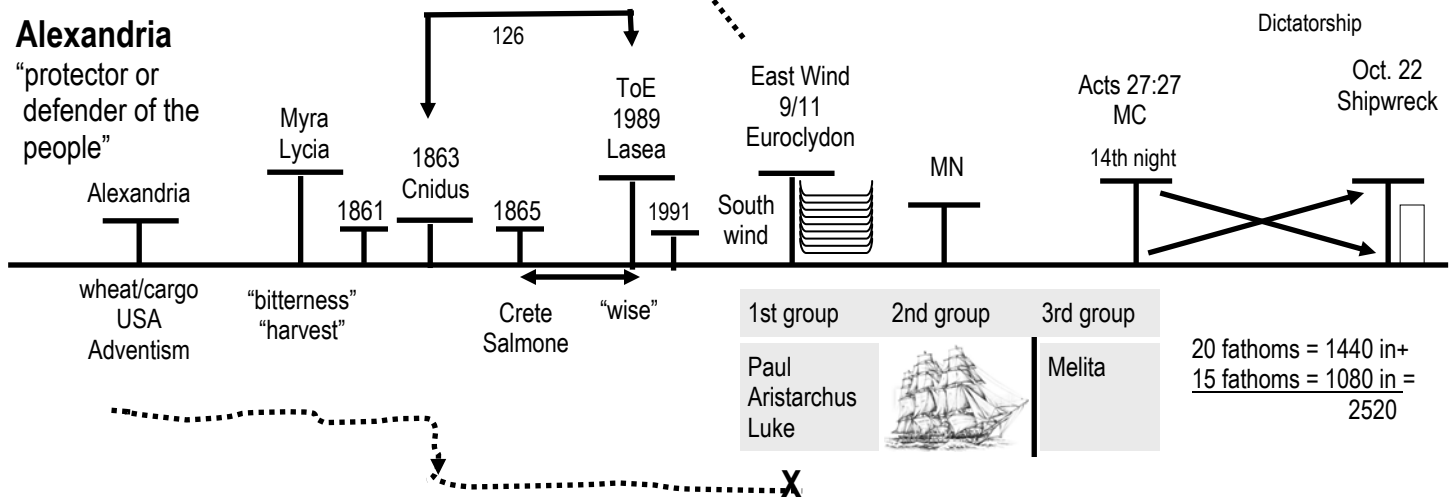 Alexandria
“protector or
defender of the
people”
126
Dictatorship
Myra
Lycia
1863
Cnidus
ToE
1989
Lasea
East Wind
9/11
Euroclydon
Acts 27:27
MC
14th night
Oct. 22
Shipwreck
Alexandria
1861
1865
1991
South
wind
MN
wheat/cargo
USA
Adventism
“bitterness”
“harvest”
Crete
Salmone
“wise”
1st group
2nd group
3rd group
Paul
Aristarchus
Luke
Melita
20 fathoms = 1440 in+
15 fathoms = 1080 in =
2520
X